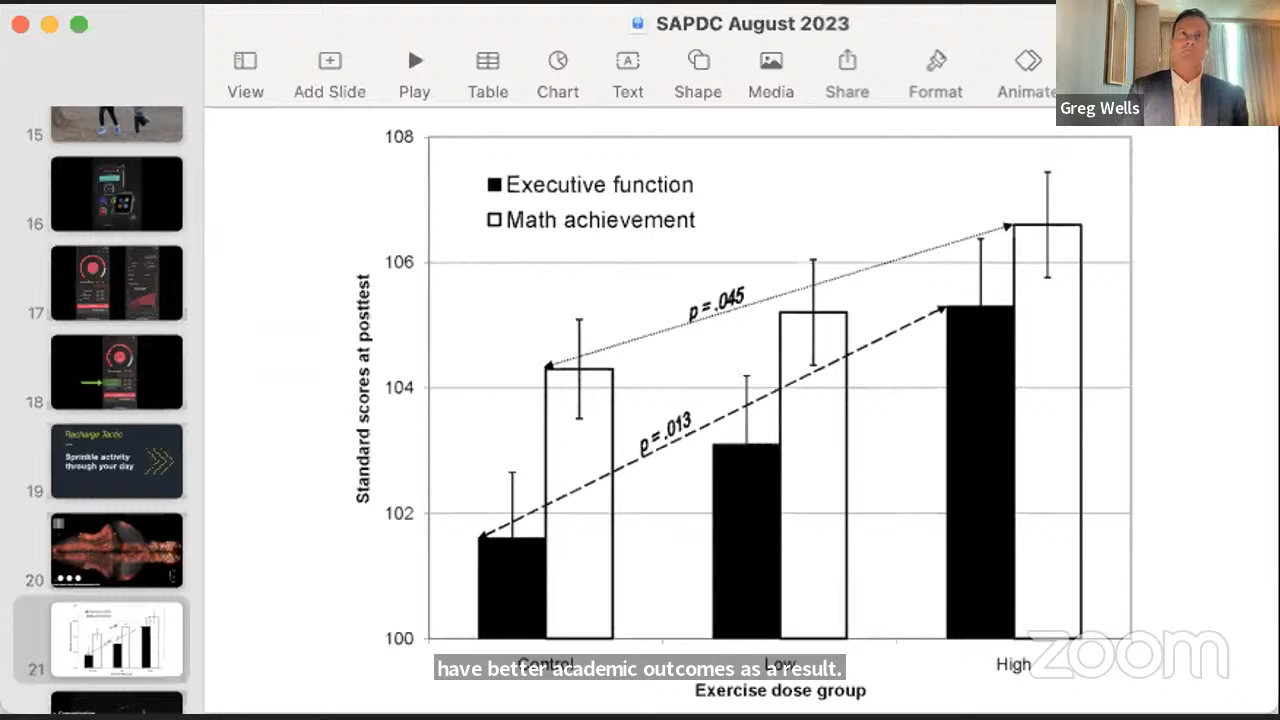 SAPDC August 2023
View
Add Slide
Play
Table
Chart
Text
Shape
Media
Share
Format
Animate
Greg Wells
15
16
17
18
Recharge Tactic
Sprinkle activity
through your day
19
20
21
108
106
104
102
100
Standard scores at posttest
Executive function
Math achievement
p = .045
p = .013
Control
Low
High
have better academic outcomes as a result.
Exercise dose group
zoom